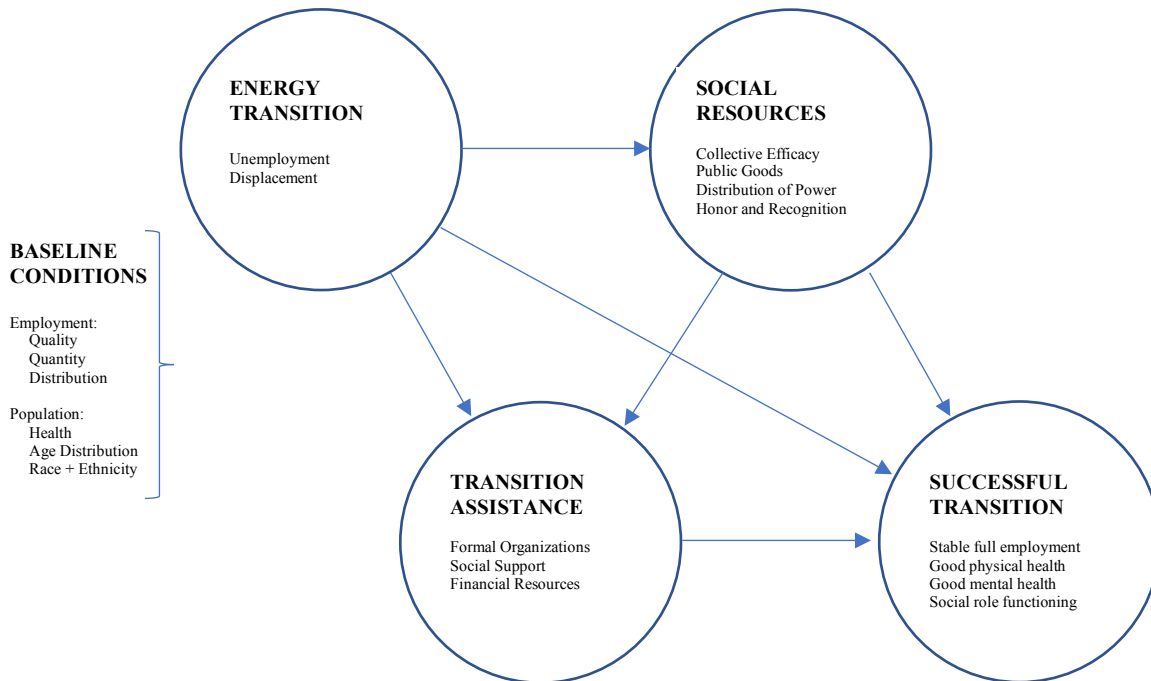 ENERGY
TRANSITION
Unemployment
Displacement
SOCIAL
RESOURCES
Collective Efficacy
Public Goods
Distribution of Power
Honor and Recognition
BASELINE
CONDITIONS
Employment:
Quality
Quantity
Distribution
Population:
Health
Age Distribution
Race + Ethnicity
TRANSITION
ASSISTANCE
Formal Organizations
Social Support
Financial Resources
SUCCESSFUL
TRANSITION
Stable full employment
Good physical health
Good mental health
Social role functioning